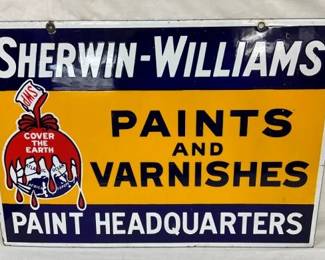 SHERWIN-WILLIAMS
SWP
COVER
THE
EARTH
PAINTS
AND
VARNISHES
PAINT HEADQUARTERS